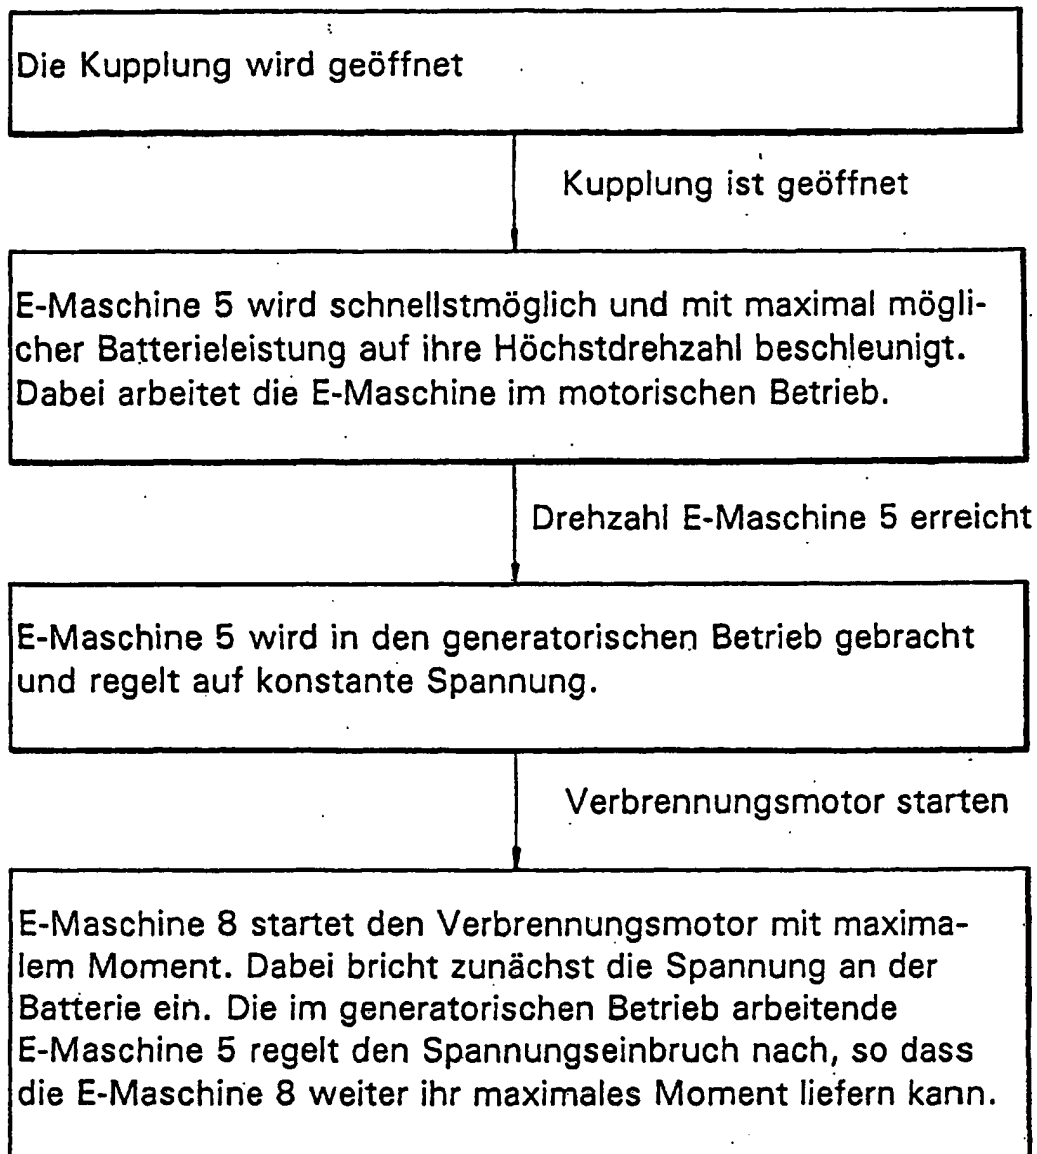 Die Kupplung wird geöffnet
Kupplung ist geöffnet
E-Maschine 5 wird schnellstmöglich und mit maximal mögli-
cher Batterieleistung auf ihre Höchstdrehzahl beschleunigt.
Dabei arbeitet die E-Maschine im motorischen Betrieb.
Drehzahl E-Maschine 5 erreicht
E-Maschine 5 wird in den generatorischen Betrieb gebracht
und regelt auf konstante Spannung.
Verbrennungsmotor starten
E-Maschine 8 startet den Verbrennungsmotor mit maxima-
lem Moment. Dabei bricht zunächst die Spannung an der
Batterie ein. Die im generatorischen Betrieb arbeitende
E-Maschine 5 regelt den Spannungseinbruch nach, so dass
die E-Maschine 8 weiter ihr maximales Moment liefern kann.